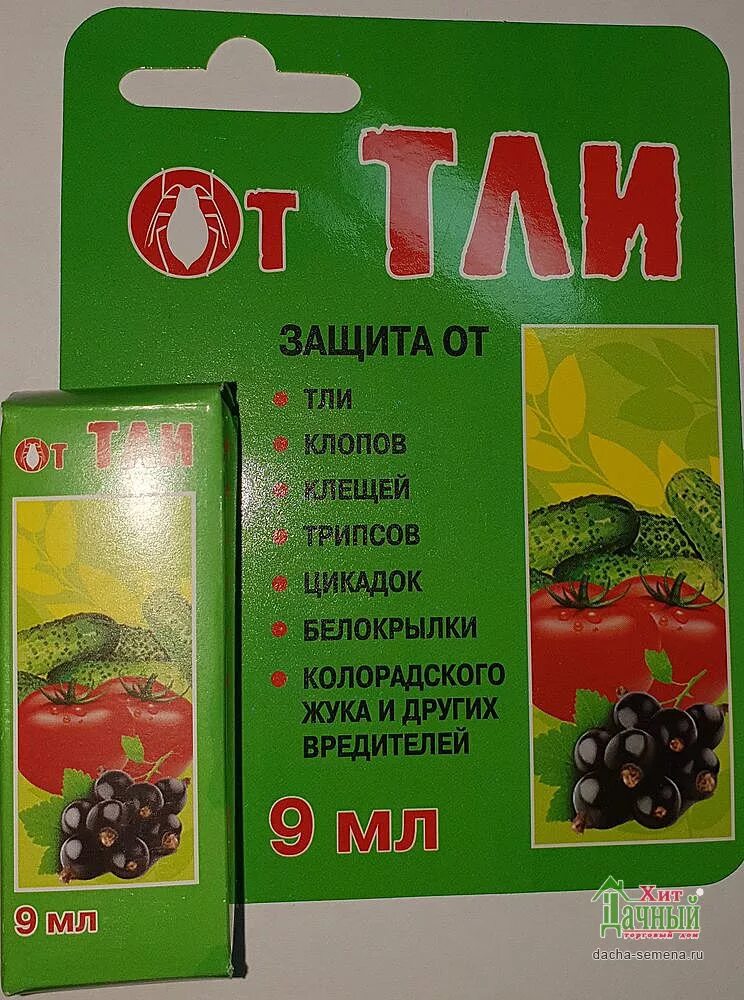 От ТЛИ
ЗАЩИТА ОТ
• ТЛИ
• КЛОПОВ
• КЛЕЩЕЙ
• ТРИПСОВ
• ЦИКАДОК
• БЕЛОКРЫЛКИ
• КОЛОРАДСКОГО
ЖУКА И ДРУГИХ
ВРЕДИТЕЛЕЙ
9 мл
От ТЛИ
9 мл
Хит
Дачный
торговый дом
dacha-semena.ru